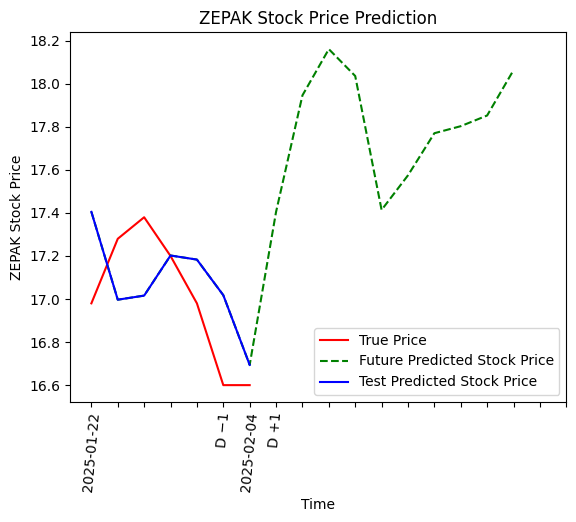 ZEPAK Stock Price Prediction
18.2
18.0
17.8
17.6
17.4
17.2
17.0
16.8
16.6
ZEPAK Stock Price
True Price
Future Predicted Stock Price
Test Predicted Stock Price
2025-01-22
D −1
2025-02-04
D +1
Time